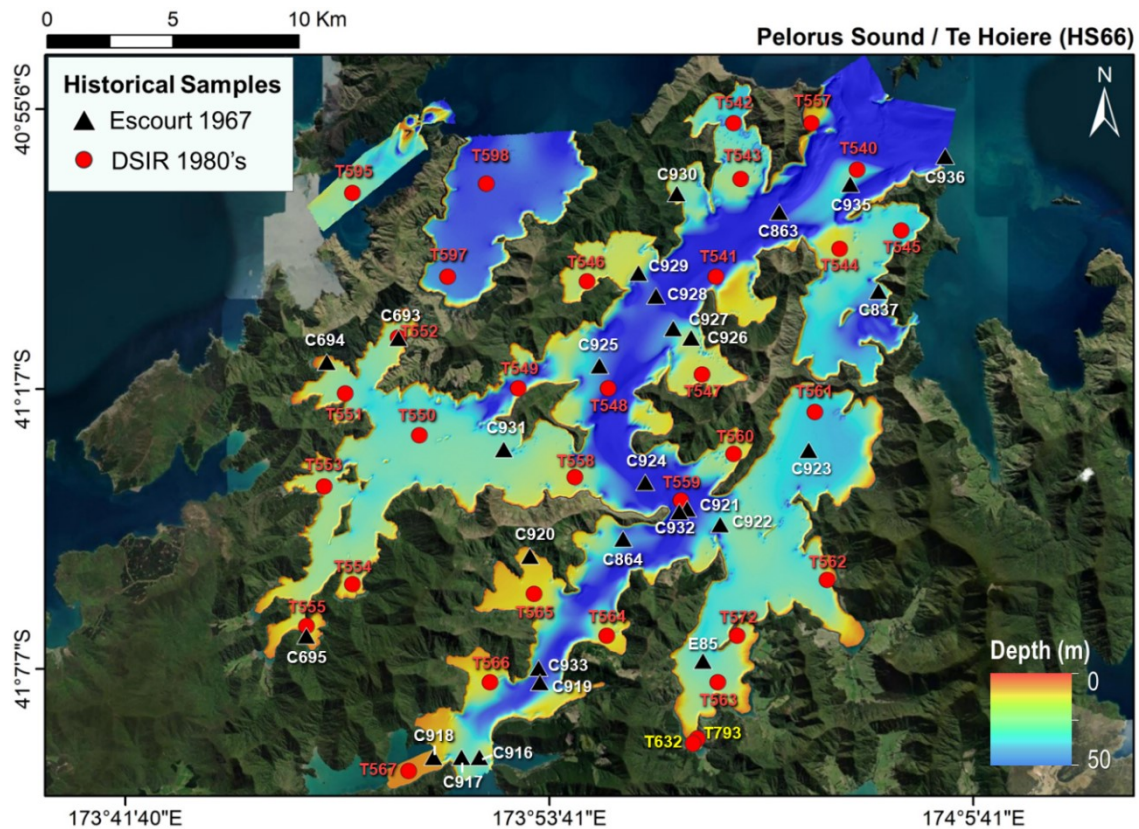 0 5 10 Km
Pelorus Sound / Te Hoiere (HS66)
Historical Samples
Escourt 1967
DSIR 1980's
N
40°55'6"S
41°1'7"S
41°7'7"S
T542
T557
T598
T543
T540
T595
C930
C935
C936
C863
T545
T597
T546
C929
T541
T544
C928
C837
C693
T552
C927
C926
C694
C925
T549
T551
T548
T547
T561
T550
C931
T560
C923
T558
C924
T553
T559
C921
C932
C922
C920
C864
T554
T562
T565
T555
T564
T572
C695
E85
T566
C933
C919
T563
C918
C916
T632
T793
T567
C917
Depth (m)
0
50
173°41'40"E 173°53'41"E 174°5'41"E